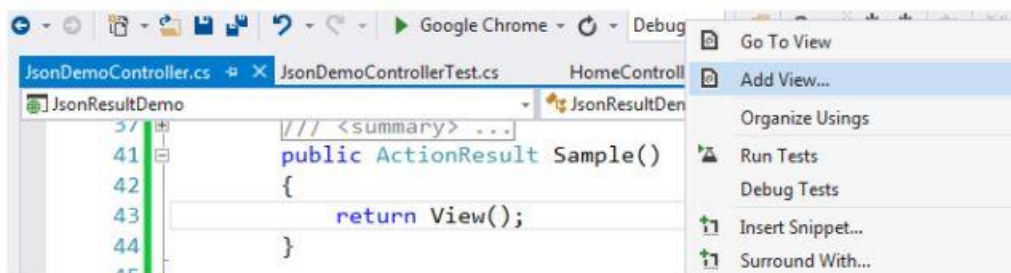 Google Chrome
Debug
Go To View
JsonDemoController.cs
JsonDemoControllerTest.cs
HomeControll
Add View...
JsonResultDemo
JsonResultDen
Organize Usings
37
/// <summary> ...
41
public ActionResult Sample()
Run Tests
42
{
Debug Tests
43
return View();
Insert Snippet...
44
}
Surround With...